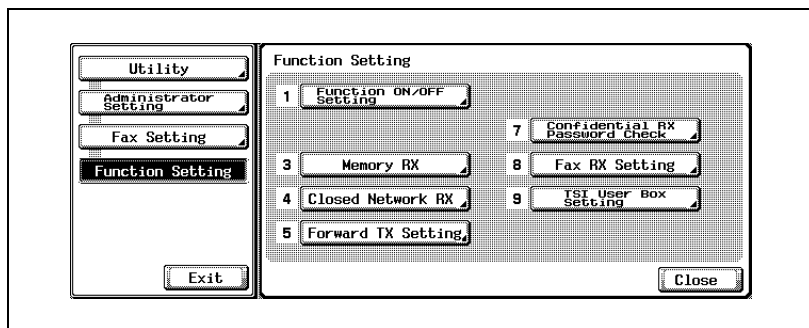 Utility
Administrator
Setting
Fax Setting
Function Setting
Exit
Function Setting
1 Function ON/OFF
Setting
7 Confidential RX
Password Check
3 Memory RX
8 Fax RX Setting
4 Closed Network RX
9 TSI User Box
Setting
5 Forward TX Setting
Close